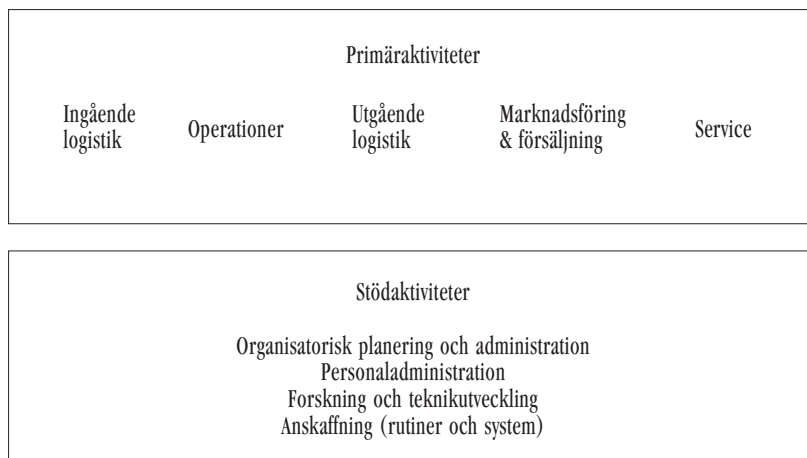 Primäraktiviteter
Ingående
logistik
Operationer
Utgående
logistik
Marknadsföring
& försäljning
Service
Stödaktiviteter
Organisatorisk planering och administration
Personaladministration
Forskning och teknikutveckling
Anskaffning (rutiner och system)